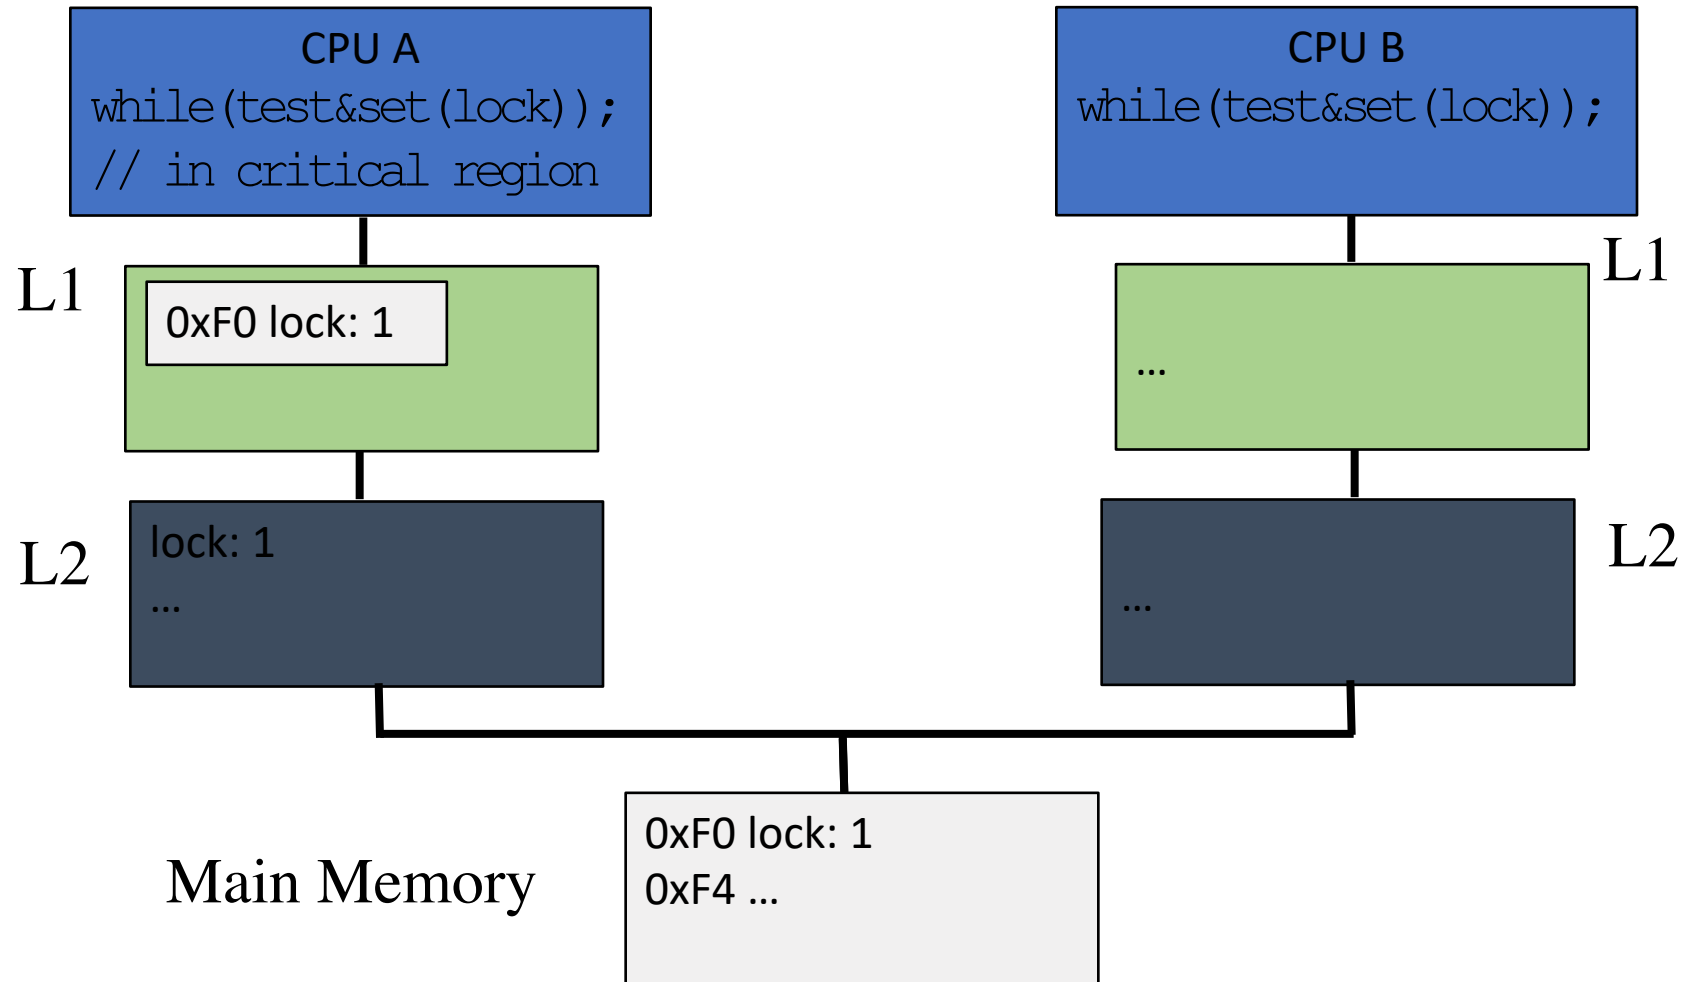 CPU A
while(test&set(lock));
// in critical region
CPU B
while(test&set(lock));
L1
0xF0 lock: 1
L1
...
L2
lock: 1
...
L2
...
Main Memory
0xF0 lock: 1
0xF4 ...